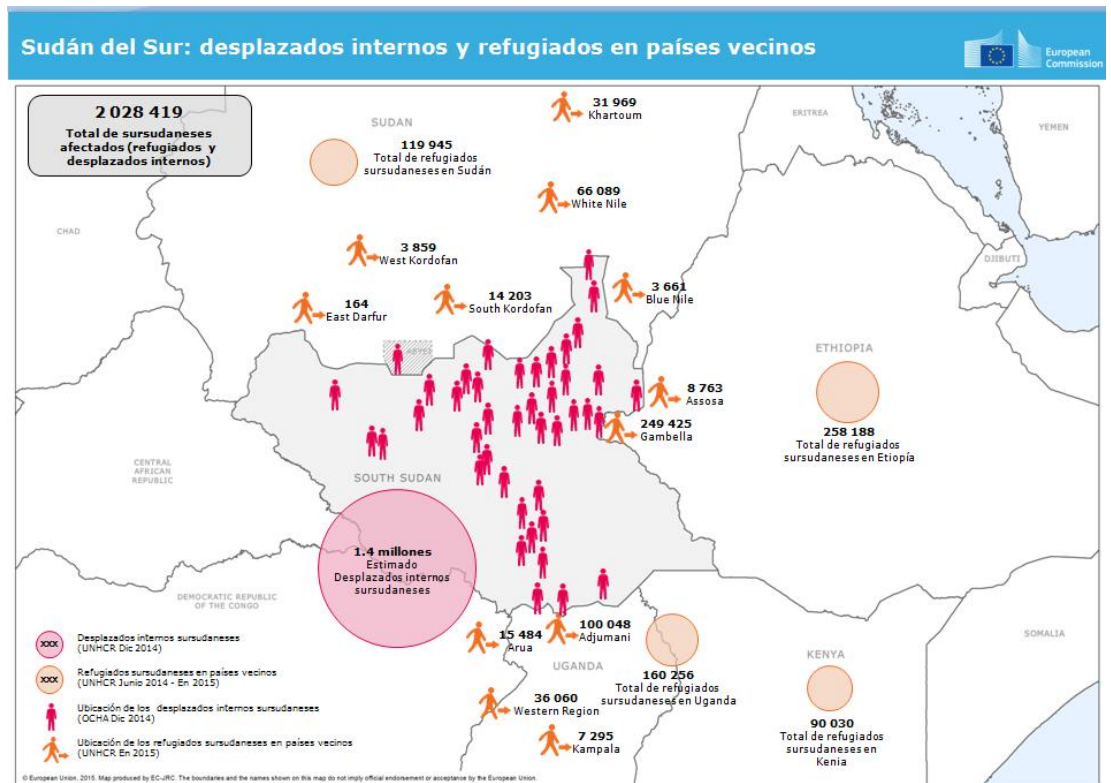 Sudán del Sur: desplazados internos y refugiados en países vecinos
European
Commission
2 028 419
Total de sursudaneses
afectados (refugiados y
desplazados internos)
SUDAN
119 945
Total de refugiados
sursudaneses en Sudán
31 969
Khartoum
ERITREA
YEMEN
66 089
White Nile
CHAD
3 859
West Kordofan
DJIBUTI
164
East Darfur
14 203
South Kordofan
3 661
Blue Nile
ABYEI
ETHIOPIA
258 188
Total de refugiados
sursudaneses en Etiopía
8 763
Assosa
249 425
Gambella
CENTRAL
AFRICAN
REPUBLIC
SOUTH SUDAN
1.4 millones
Estimado
Desplazados internos
sursudaneses
DEMOCRATIC REPUBLIC
OF THE CONGO
15 484
Arua
100 048
Adjumani
UGANDA
160 256
Total de refugiados
sursudaneses en Uganda
36 060
Western Region
7 295
Kampala
KENYA
90 030
Total de refugiados
sursudaneses en
Kenia
SOMALIA
xxx
Desplazados internos sursudaneses
(UNHCR Dic 2014)
xxx
Refugiados sursudaneses en países vecinos
(UNHCR Junio 2014 - En 2015)
Ubicación de los desplazados internos sursudaneses
(OCHA Dic 2014)
Ubicación de los refugiados sursudaneses en países vecinos
(UNHCR En 2015)
© European Union, 2015. Map produced by EC-JRC. The boundaries and the names shown on this map do not imply official endorsement or acceptance by the European Union.